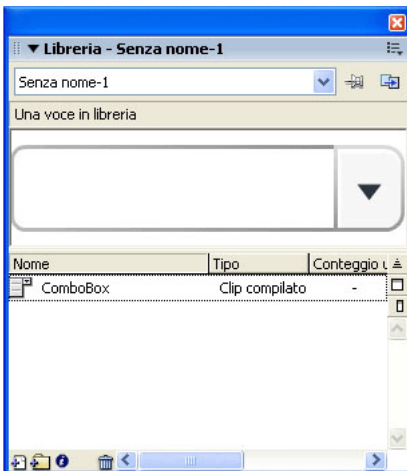 Libreria - Senza nome-1
Senza nome-1
Una voce in libreria
Nome Tipo Conteggio u
ComboBox Clip compilato -